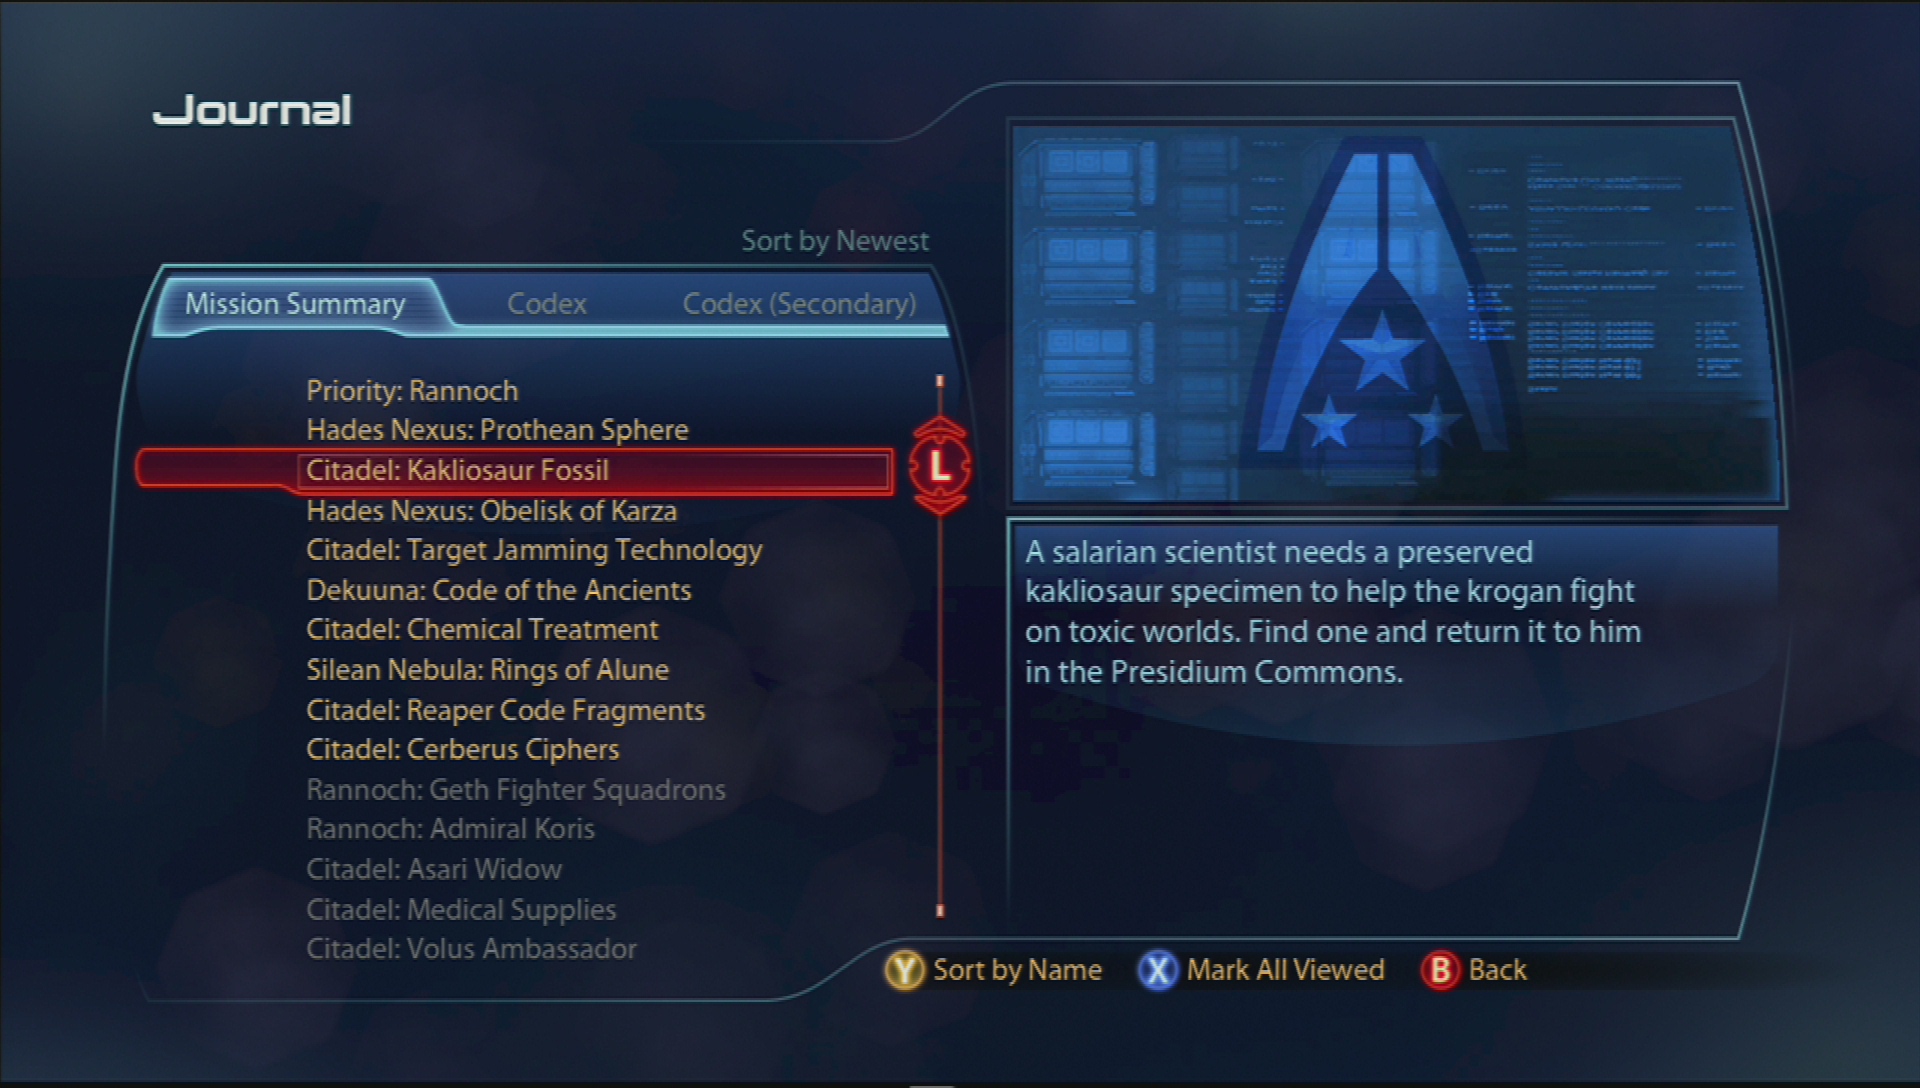 Journal
Sort by Newest
Mission Summary
Codex
Codex (Secondary)
Priority: Rannoch
Hades Nexus: Prothean Sphere
Citadel: Kakliosaur Fossil
Hades Nexus: Obelisk of Karza
Citadel: Target Jamming Technology
Dekuuna: Code of the Ancients
Citadel: Chemical Treatment
Silean Nebula: Rings of Alune
Citadel: Reaper Code Fragments
Citadel: Cerberus Ciphers
Rannoch: Geth Fighter Squadrons
Rannoch: Admiral Koris
Citadel: Asari Widow
Citadel: Medical Supplies
Citadel: Volus Ambassador
L
A salarian scientist needs a preserved
kakliosaur specimen to help the krogan fight
on toxic worlds. Find one and return it to him
in the Presidium Commons.
Y Sort by Name
X Mark All Viewed
B Back